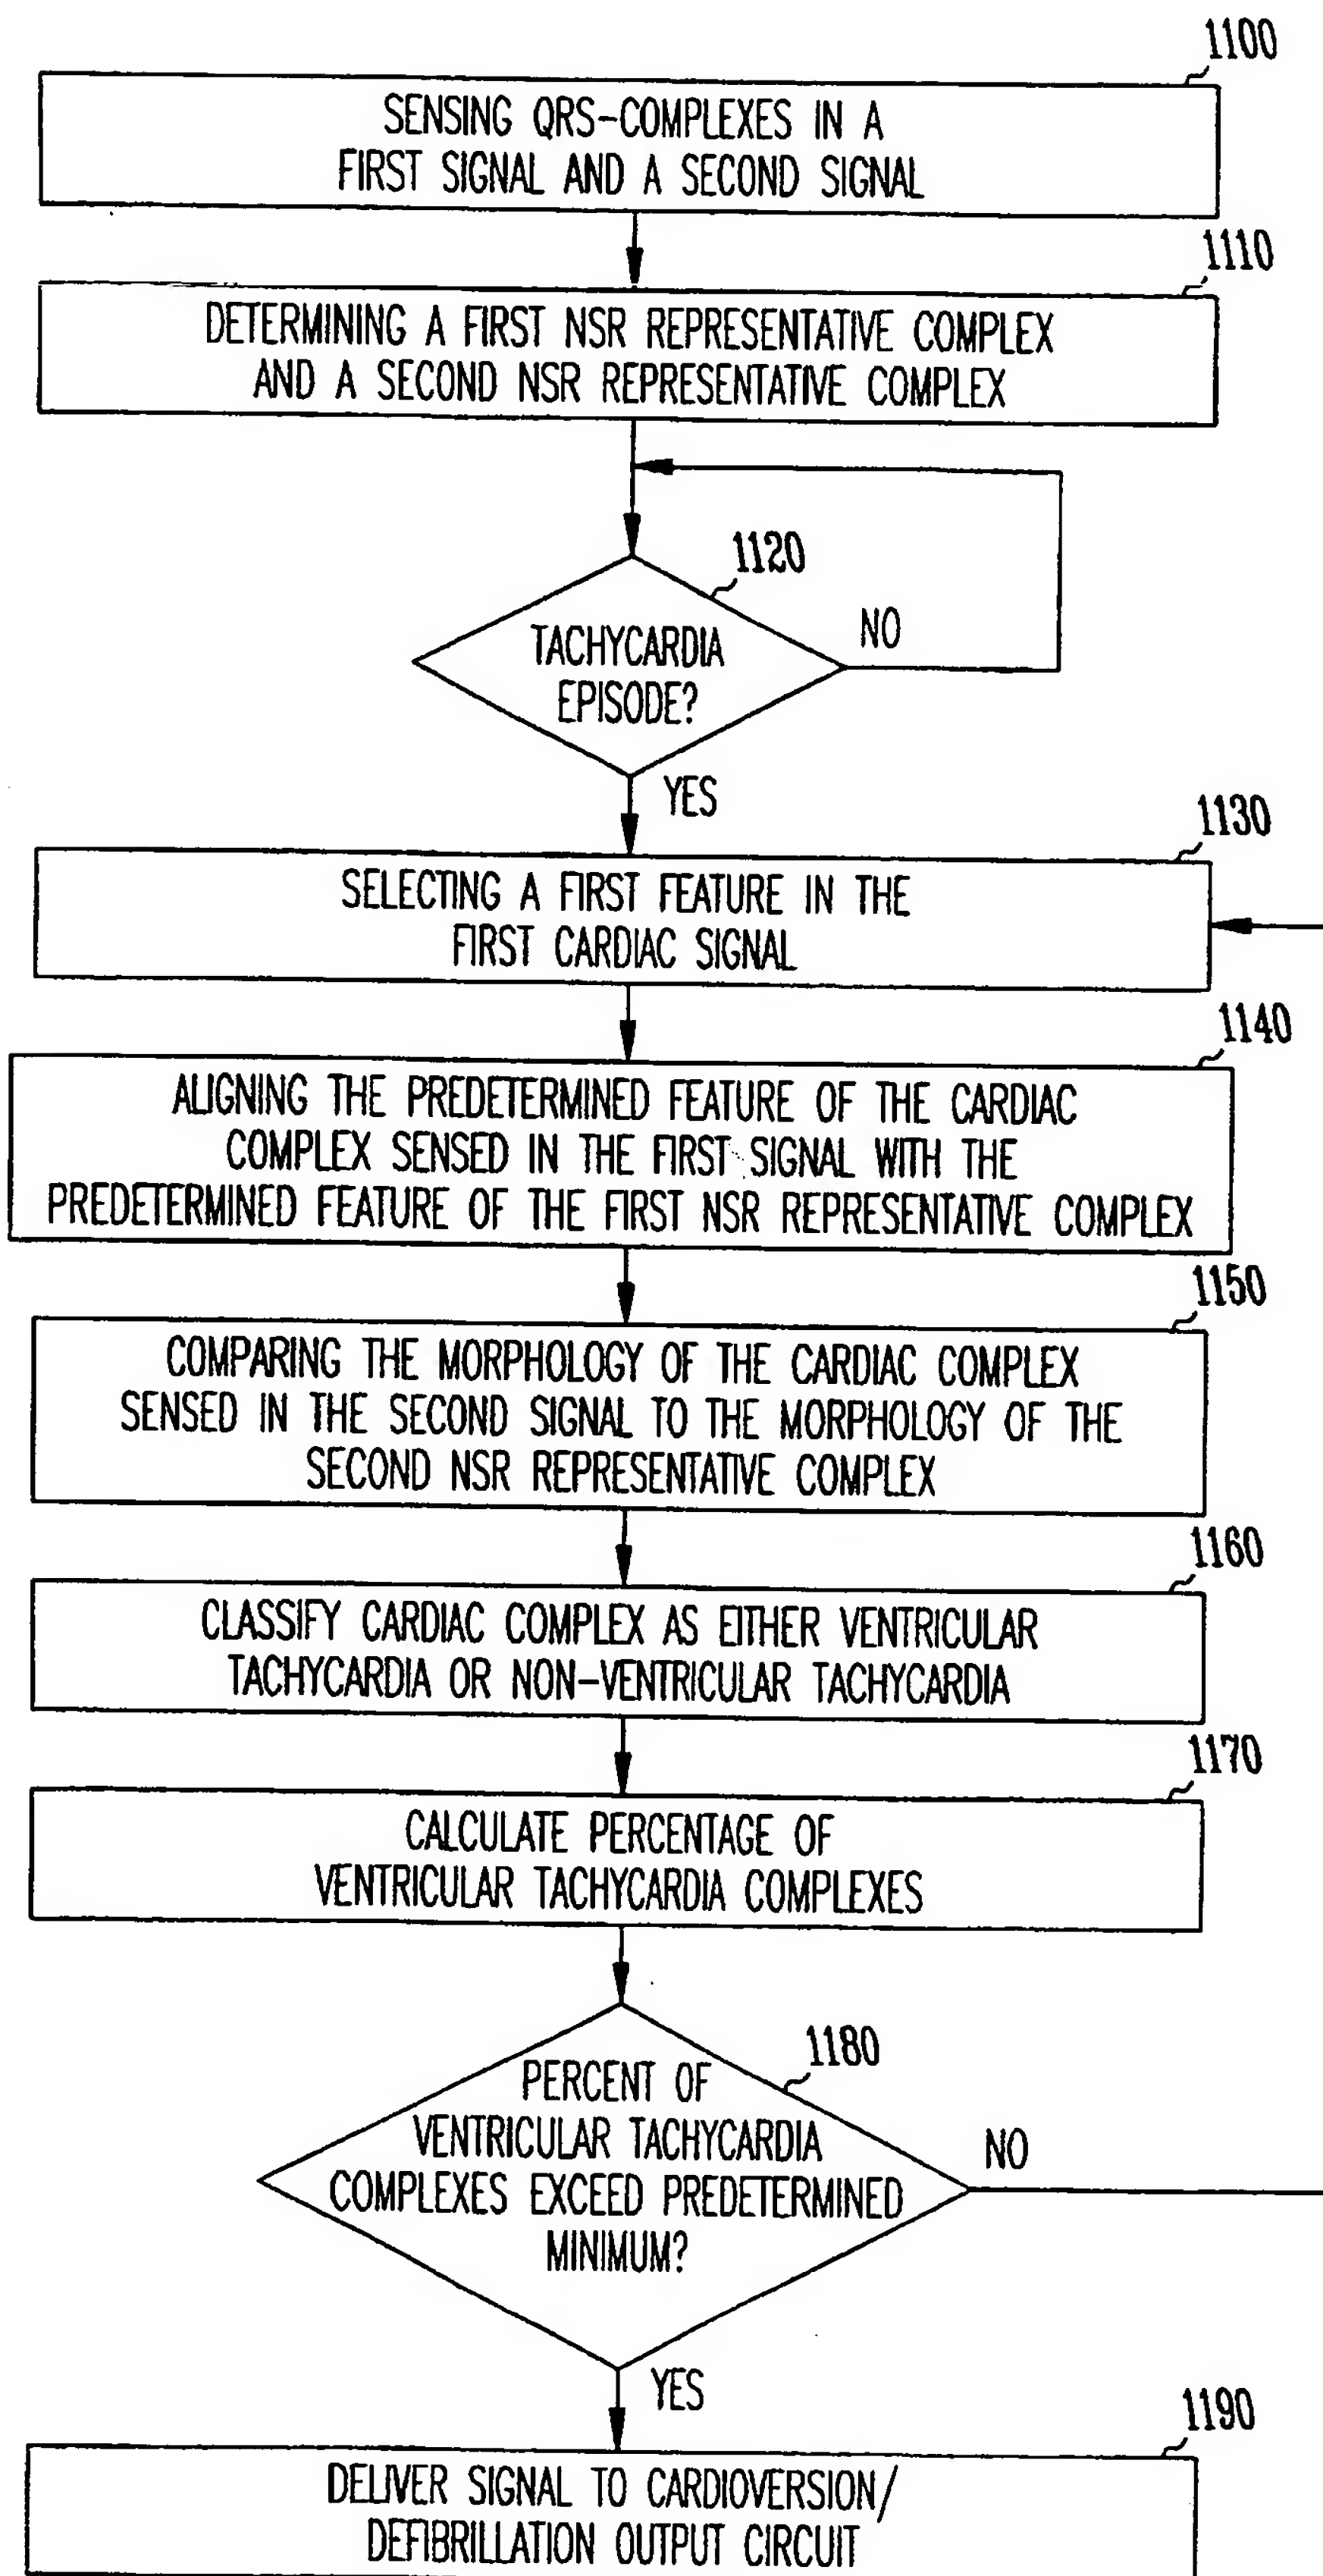 1100
SENSING QRS-COMPLEXES IN A
FIRST SIGNAL AND A SECOND SIGNAL
1110
DETERMINING A FIRST NSR REPRESENTATIVE COMPLEX
AND A SECOND NSR REPRESENTATIVE COMPLEX
1120
TACHYCARDIA
EPISODE?
NO
YES
1130
SELECTING A FIRST FEATURE IN THE
FIRST CARDIAC SIGNAL
1140
ALIGNING THE PREDETERMINED FEATURE OF THE CARDIAC
COMPLEX SENSED IN THE FIRST SIGNAL WITH THE
PREDETERMINED FEATURE OF THE FIRST NSR REPRESENTATIVE COMPLEX
1150
COMPARING THE MORPHOLOGY OF THE CARDIAC COMPLEX
SENSED IN THE SECOND SIGNAL TO THE MORPHOLOGY OF THE
SECOND NSR REPRESENTATIVE COMPLEX
1160
CLASSIFY CARDIAC COMPLEX AS EITHER VENTRICULAR
TACHYCARDIA OR NON-VENTRICULAR TACHYCARDIA
1170
CALCULATE PERCENTAGE OF
VENTRICULAR TACHYCARDIA COMPLEXES
1180
PERCENT OF
VENTRICULAR TACHYCARDIA
COMPLEXES EXCEED PREDETERMINED
MINIMUM?
NO
YES
1190
DELIVER SIGNAL TO CARDIOVERSION/
DEFIBRILLATION OUTPUT CIRCUIT